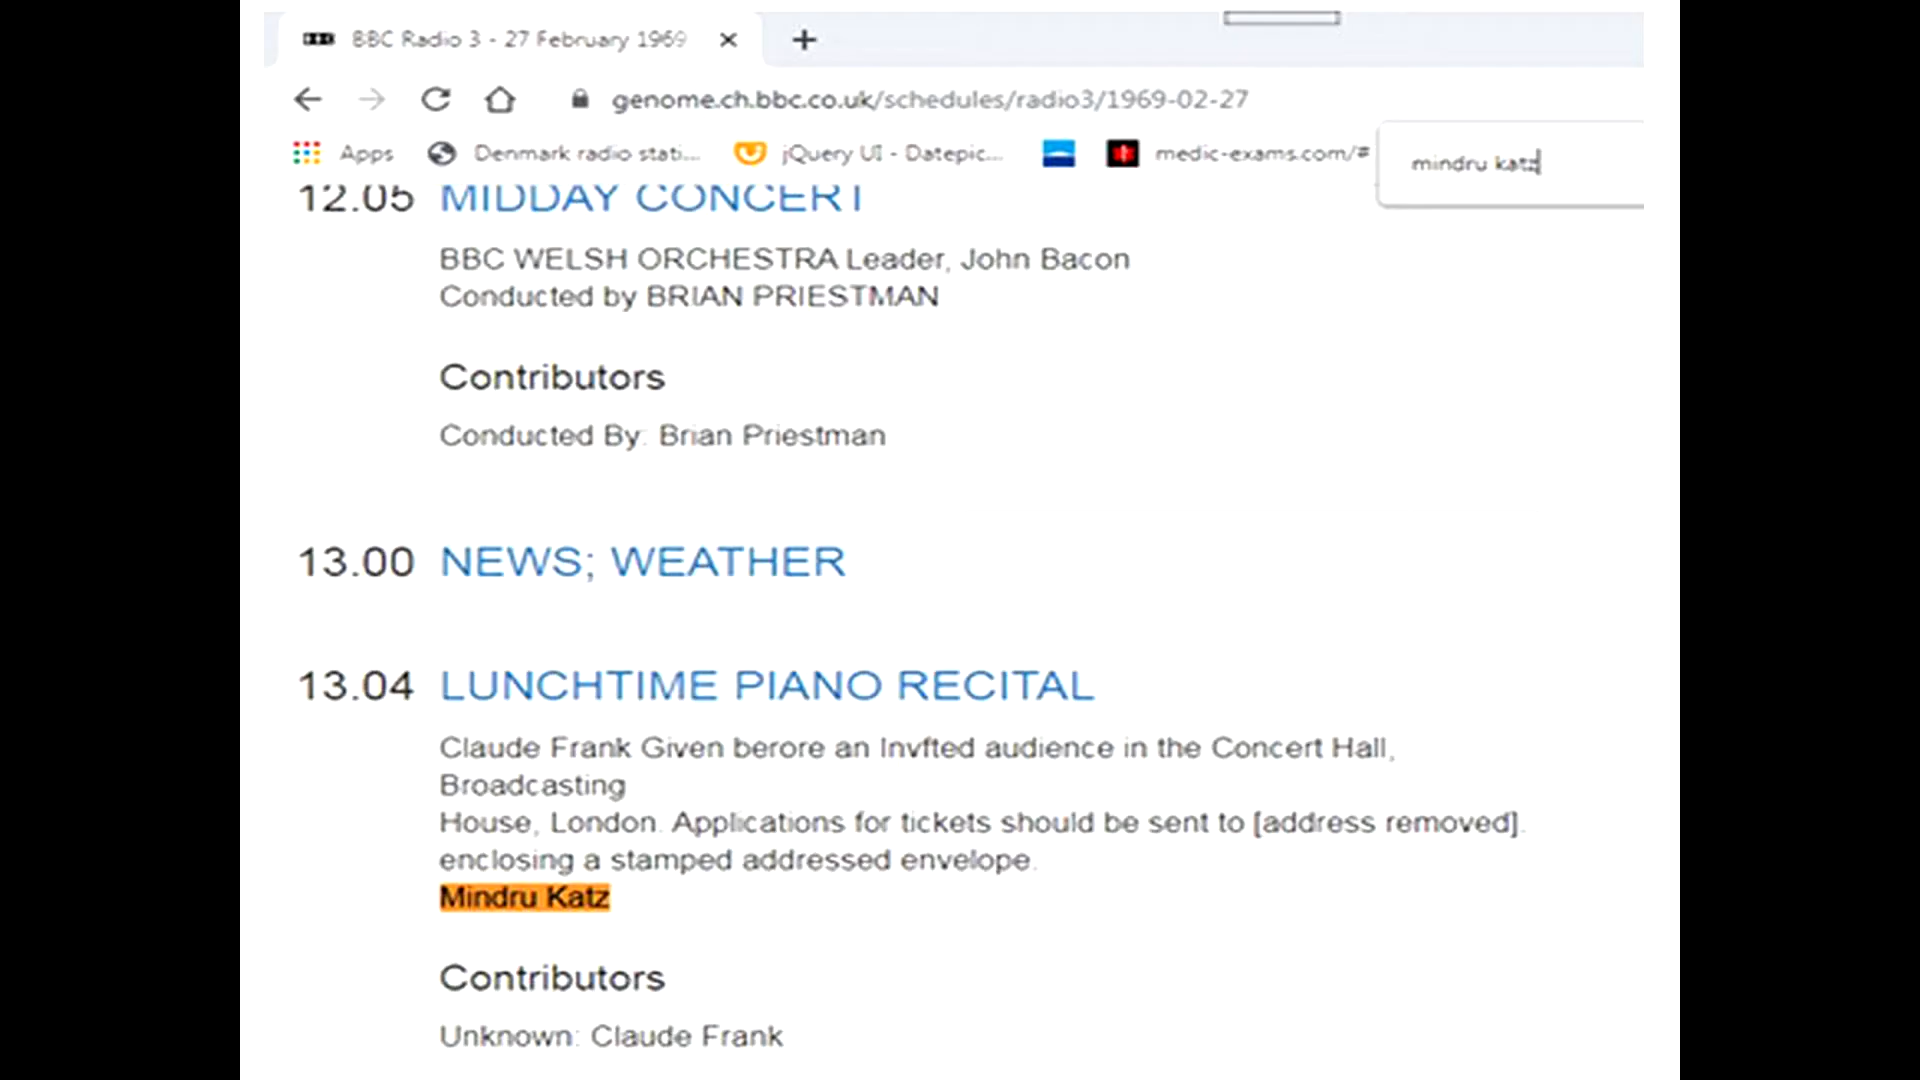 BBC Radio 3 - 27 February 1969
genome.ch.bbc.co.uk/schedules/radio3/1969-02-27
Apps Denmark radio stati... jQuery UI - Datepic... medic-exams.com/#
mindru katz
12.05 MIDDAY CONCERT
BBC WELSH ORCHESTRA Leader, John Bacon
Conducted by BRIAN PRIESTMAN
Contributors
Conducted By: Brian Priestman
13.00 NEWS; WEATHER
13.04 LUNCHTIME PIANO RECITAL
Claude Frank Given berore an Invfted audience in the Concert Hall,
Broadcasting
House, London. Applications for tickets should be sent to [address removed].
enclosing a stamped addressed envelope.
Mindru Katz
Contributors
Unknown: Claude Frank